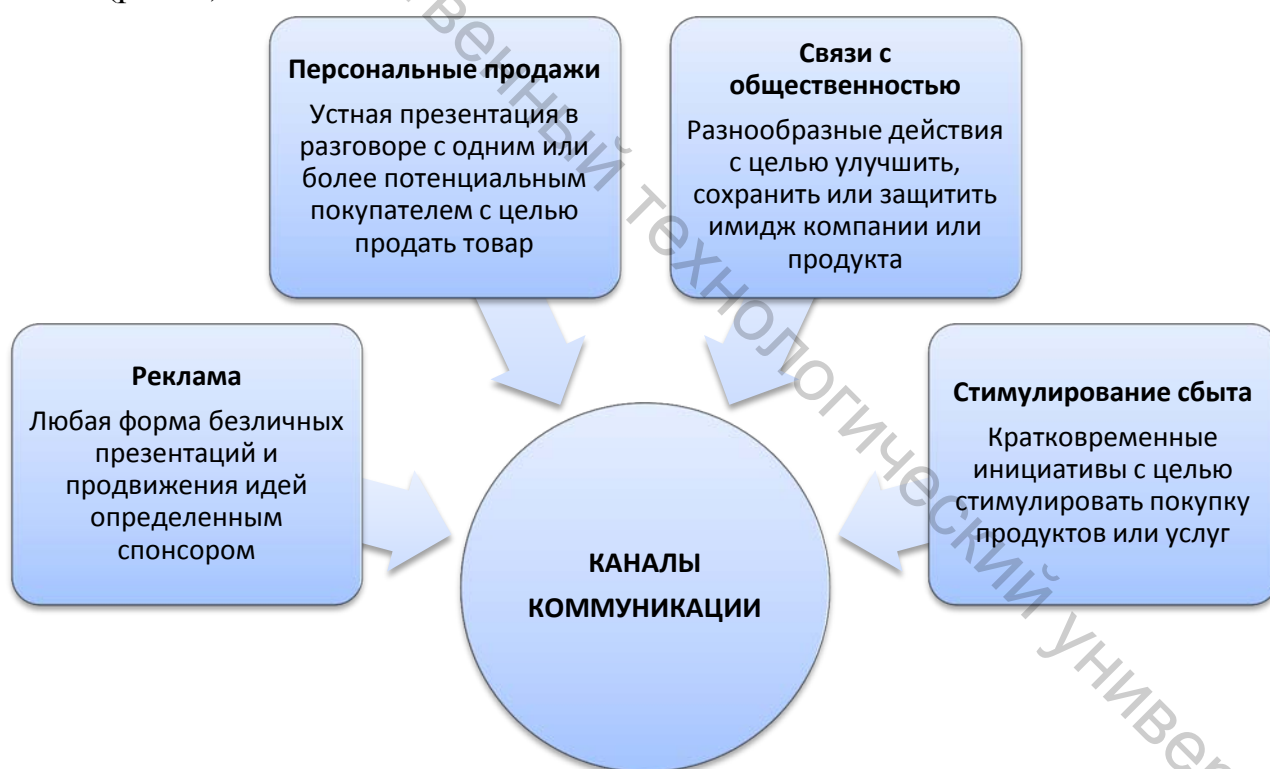 Персональные продажи
Устная презентация в
разговоре с одним или
более потенциальным
покупателем с целью
продать товар
Связи с
общественностью
Разнообразные действия
с целью улучшить,
сохранить или защитить
имидж компании или
продукта
Реклама
Любая форма безличных
презентаций и
продвижения идей
определенным
спонсором
Стимулирование сбыта
Кратковременные
инициативы с целью
стимулировать покупку
продуктов или услуг
КАНАЛЫ
КОММУНИКАЦИИ
технологический